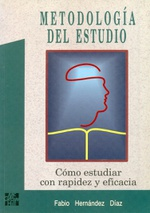 METODOLOGÍA
DEL ESTUDIO
Cómo estudiar
con rapidez y eficacia
Fabio Hernández Díaz